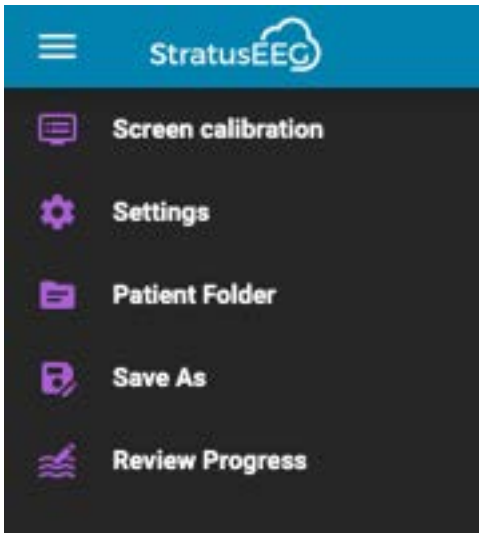 StratusEEG
Screen calibration
Settings
Patient Folder
Save As
Review Progress